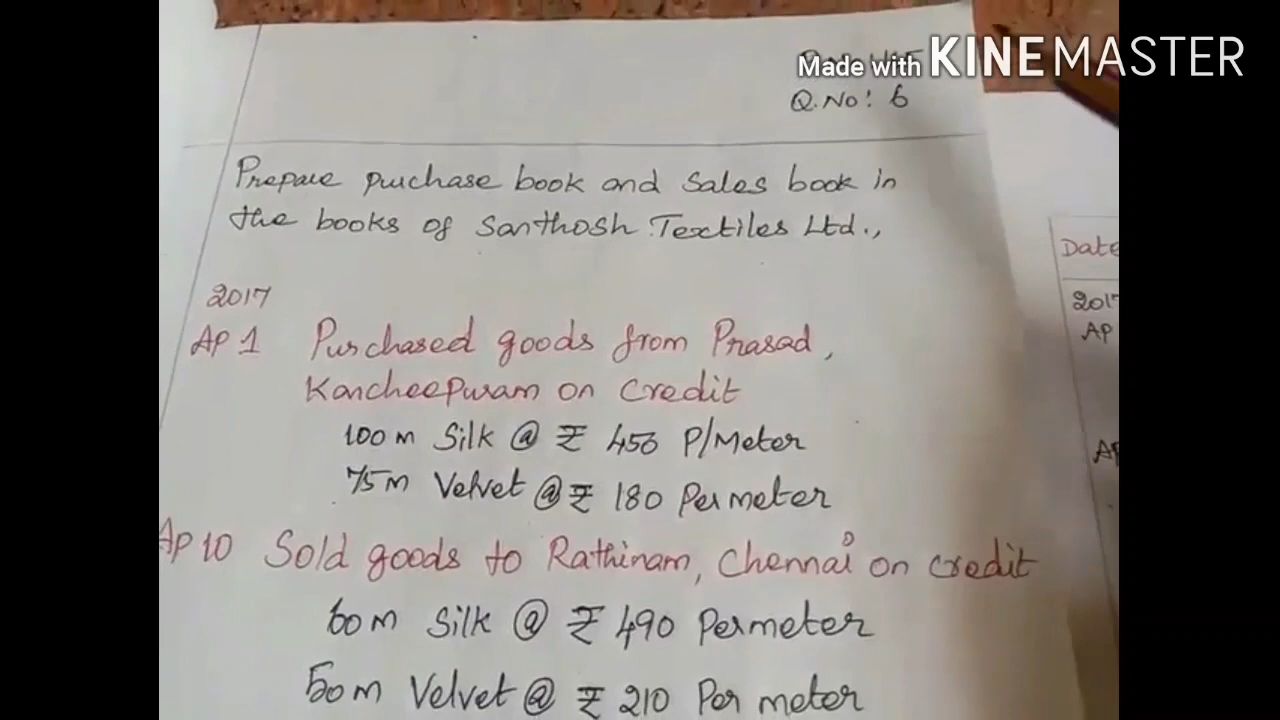 Made with KINEMASTER
Q.No: 6
Prepare purchase book and Sales book in
the books of Santhosh Textiles Ltd.,
2017
AP 1 Purchased goods from Prasad,
Kancheepuram on credit
100 m Silk @ ₹ 450 P/Meter
75m Velvet @ ₹ 180 Per meter
Ap 10 Sold goods to Rathinam, Chennai on credit
60 m Silk @ ₹ 490 Per meter
50 m Velvet @ ₹ 210 Per meter
Date
2017
AP
AP